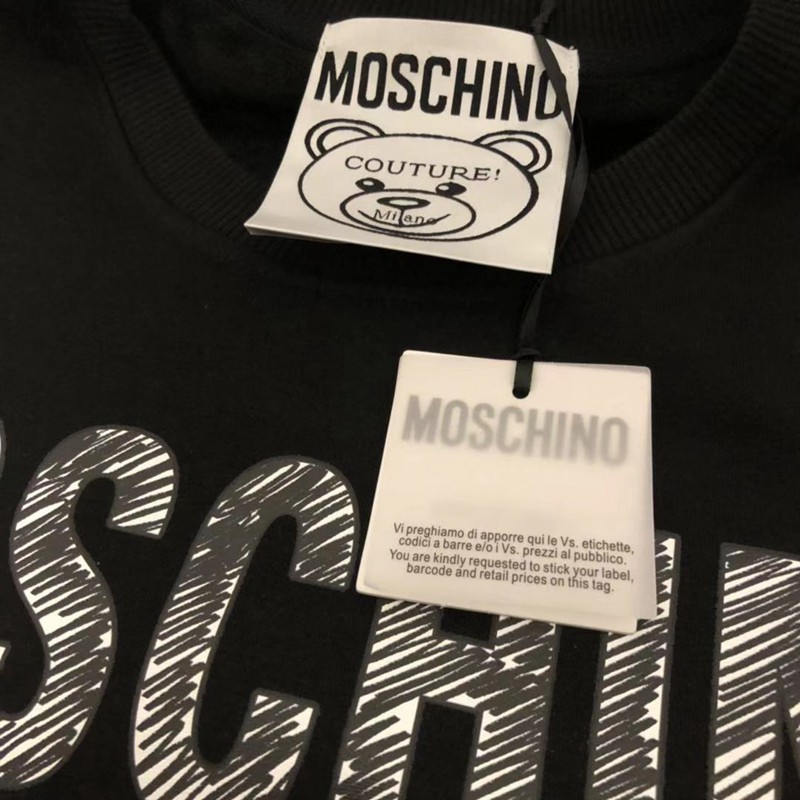 MOSCHINO
COUTURE!
Milano
MOSCHINO
Vi preghiamo di apporre qui le Vs. etichette,
codici a barre e/o i Vs. prezzi al pubblico.
You are kindly requested to stick your label,
barcode and retail prices on this tag.
SCHIN